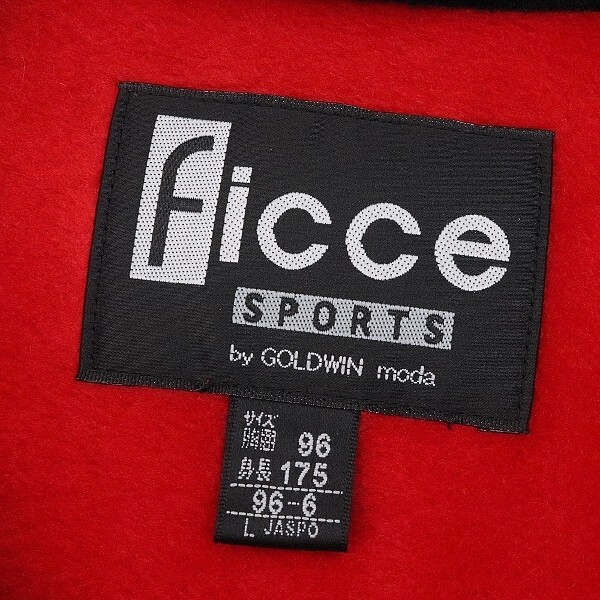 ficce
SPORTS
by GOLDWIN moda
サイズ
胸囲 96
身長 175
96-6
L JASPO